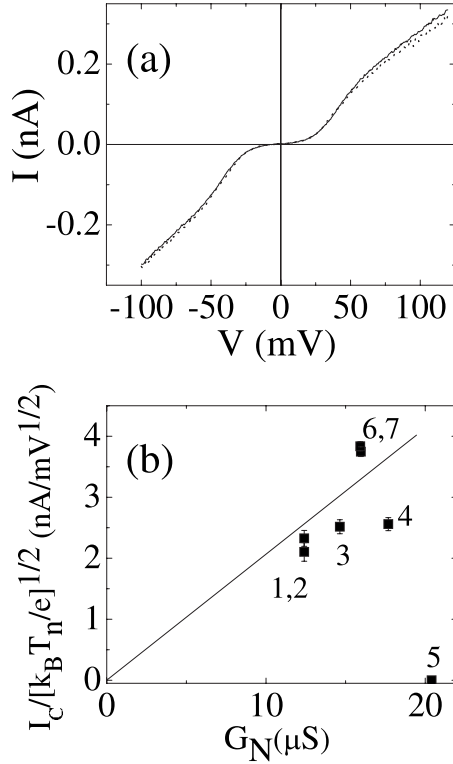 (a)
I (nA)
0.2
0.0
-0.2
-100 -50 0 50 100
V (mV)
(b)
I_C/[k_BT_n/e]^{1/2} (nA/mV^{1/2})
4
3
2
1
0
6,7
4
3
1,2
5
0 10 20
G_N(μS)